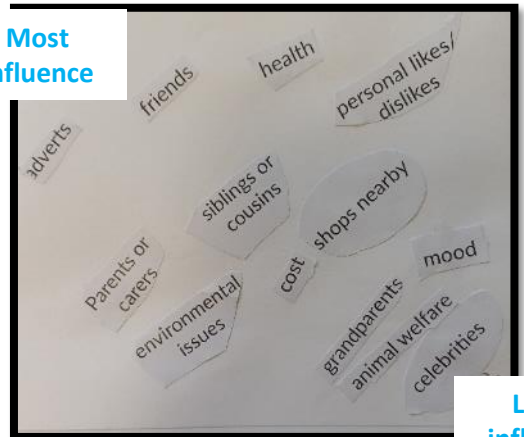 Most
nfluence
health
personal likes/
dislikes
friends
adverts
siblings or
cousins
shops nearby
Parents or
carers
cost
mood
environmental
issues
grandparents
animal welfare
celebrities
L